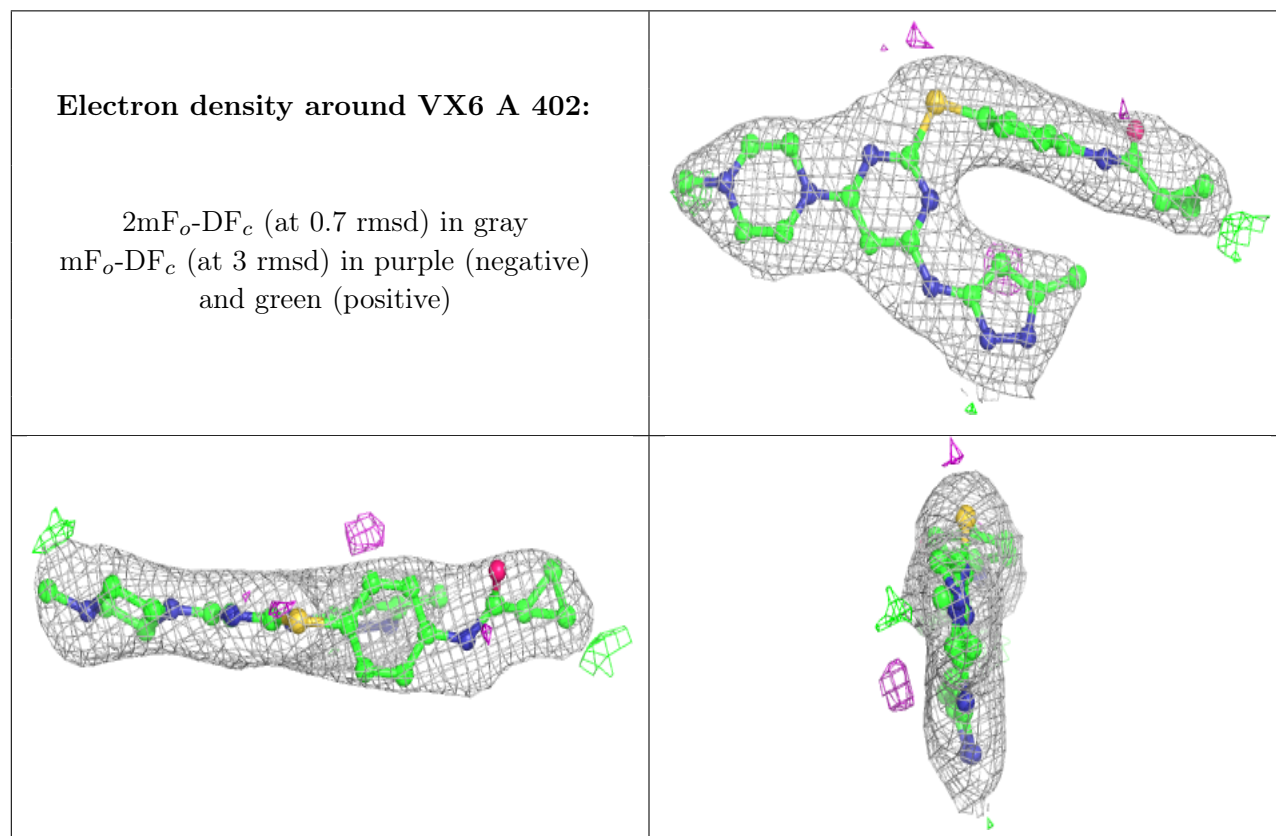 Electron density around VX6 A 402:
2mFo-DFc (at 0.7 rmsd) in gray
mFo-DFc (at 3 rmsd) in purple (negative)
and green (positive)